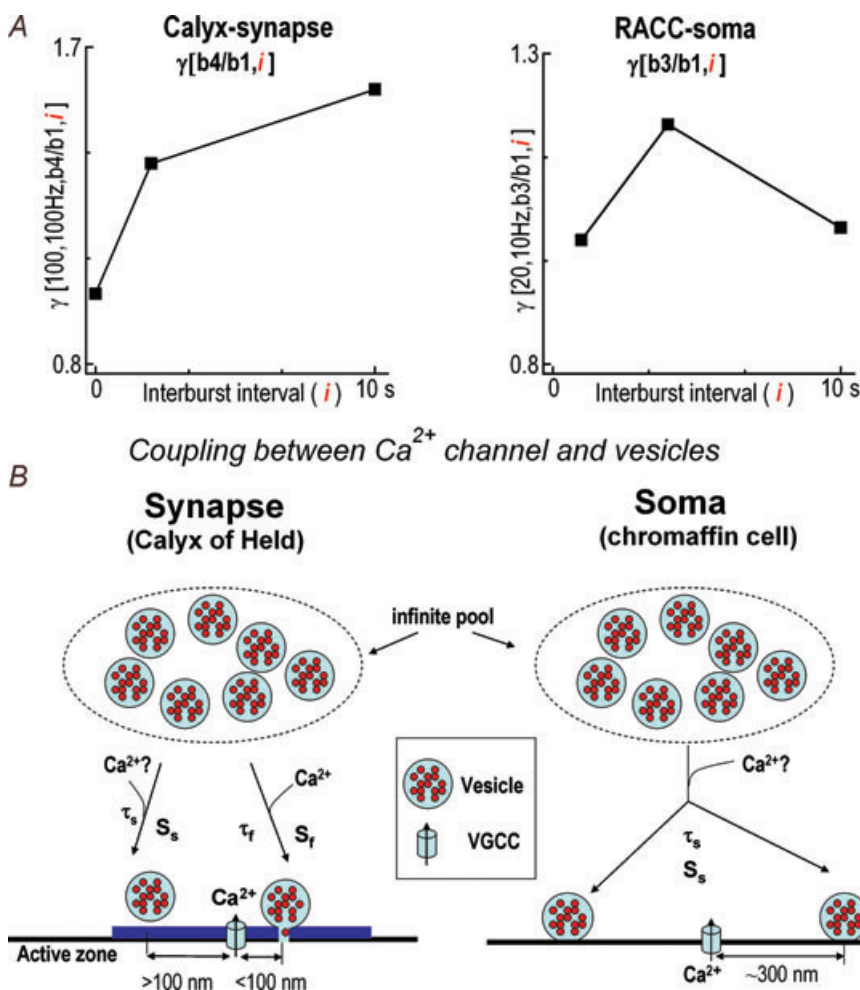 A
Calyx-synapse
γ[b4/b1,i]
1.7
γ [100,100Hz,b4/b1,i]
0.8
0
10 s
Interburst interval ( i )
RACC-soma
γ[b3/b1,i]
1.3
γ [20,10Hz,b3/b1,i]
0.8
0
10 s
Interburst interval ( i )
Coupling between Ca²⁺ channel and vesicles
B
Synapse
(Calyx of Held)
Soma
(chromaffin cell)
infinite pool
Ca²⁺?
τs
Ss
Ca²⁺
τf
Sf
Vesicle
VGCC
Ca²⁺?
τs
Ss
Ca²⁺
Active zone
>100 nm
<100 nm
Ca²⁺
~300 nm